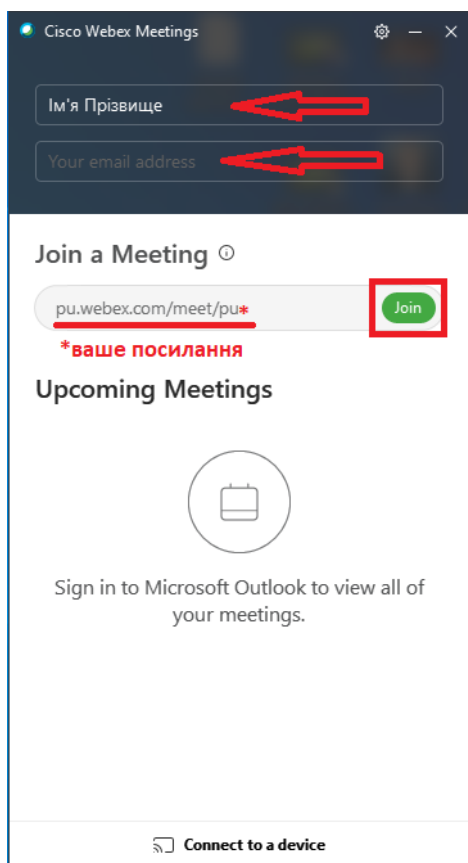 Cisco Webex Meetings
Ім'я Прізвище
Your email address
Join a Meeting
pu.webex.com/meet/pu*
Join
*ваше посилання
Upcoming Meetings
Sign in to Microsoft Outlook to view all of
your meetings.
Connect to a device